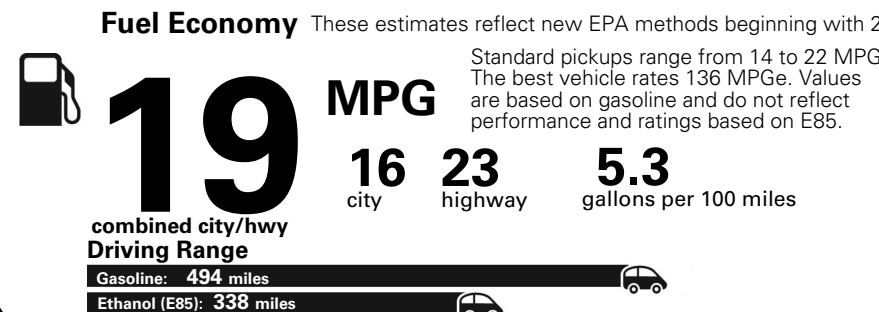 Fuel Economy These estimates reflect new EPA methods beginning with 2
Standard pickups range from 14 to 22 MPG
The best vehicle rates 136 MPGe. Values
are based on gasoline and do not reflect
performance and ratings based on E85.
19 MPG
16 city
23 highway
5.3 gallons per 100 miles
combined city/hwy
Driving Range
Gasoline: 494 miles
Ethanol (E85): 338 miles